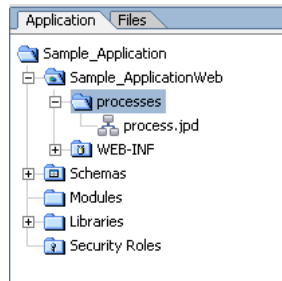 Application Files
Sample_Application
Sample_ApplicationWeb
processes
process.jpd
WEB-INF
Schemas
Modules
Libraries
Security Roles